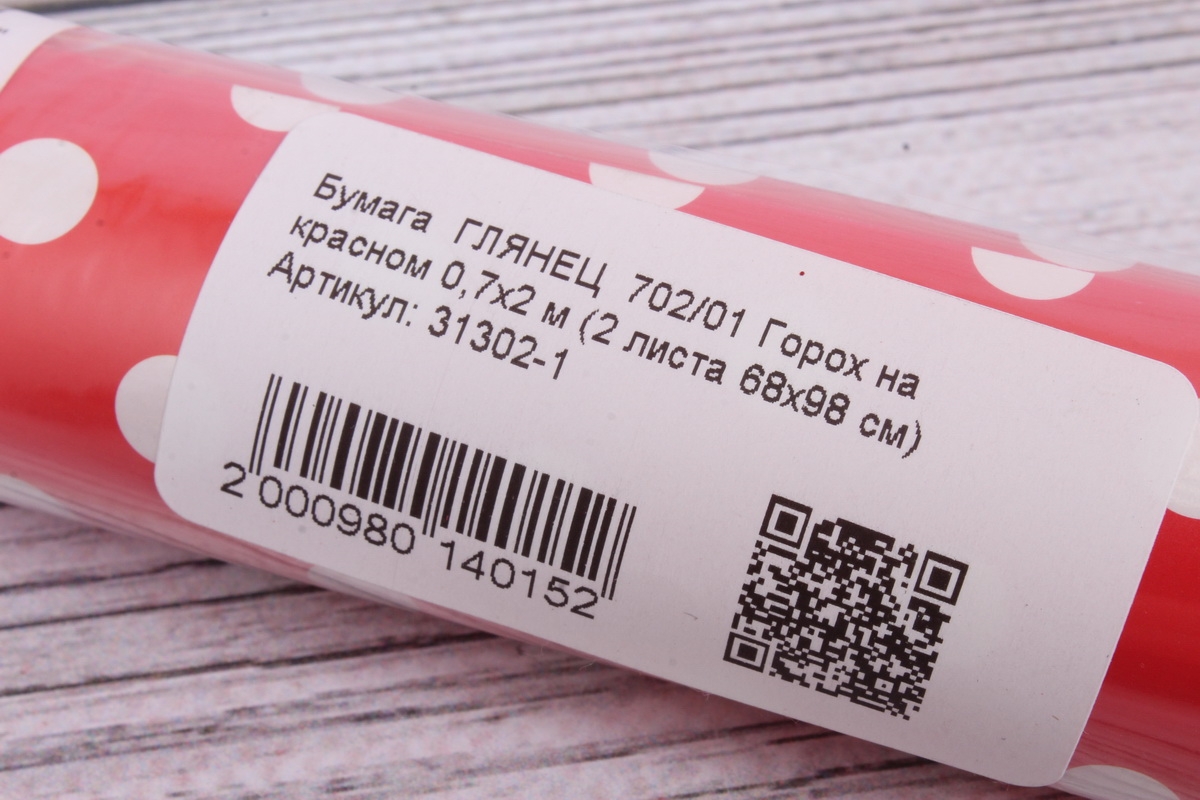 Бумага ГЛЯНЕЦ 702/01 Горох на
красном 0,7х2 м (2 листа 68х98 см)
Артикул: 31302-1
2 000980 140152